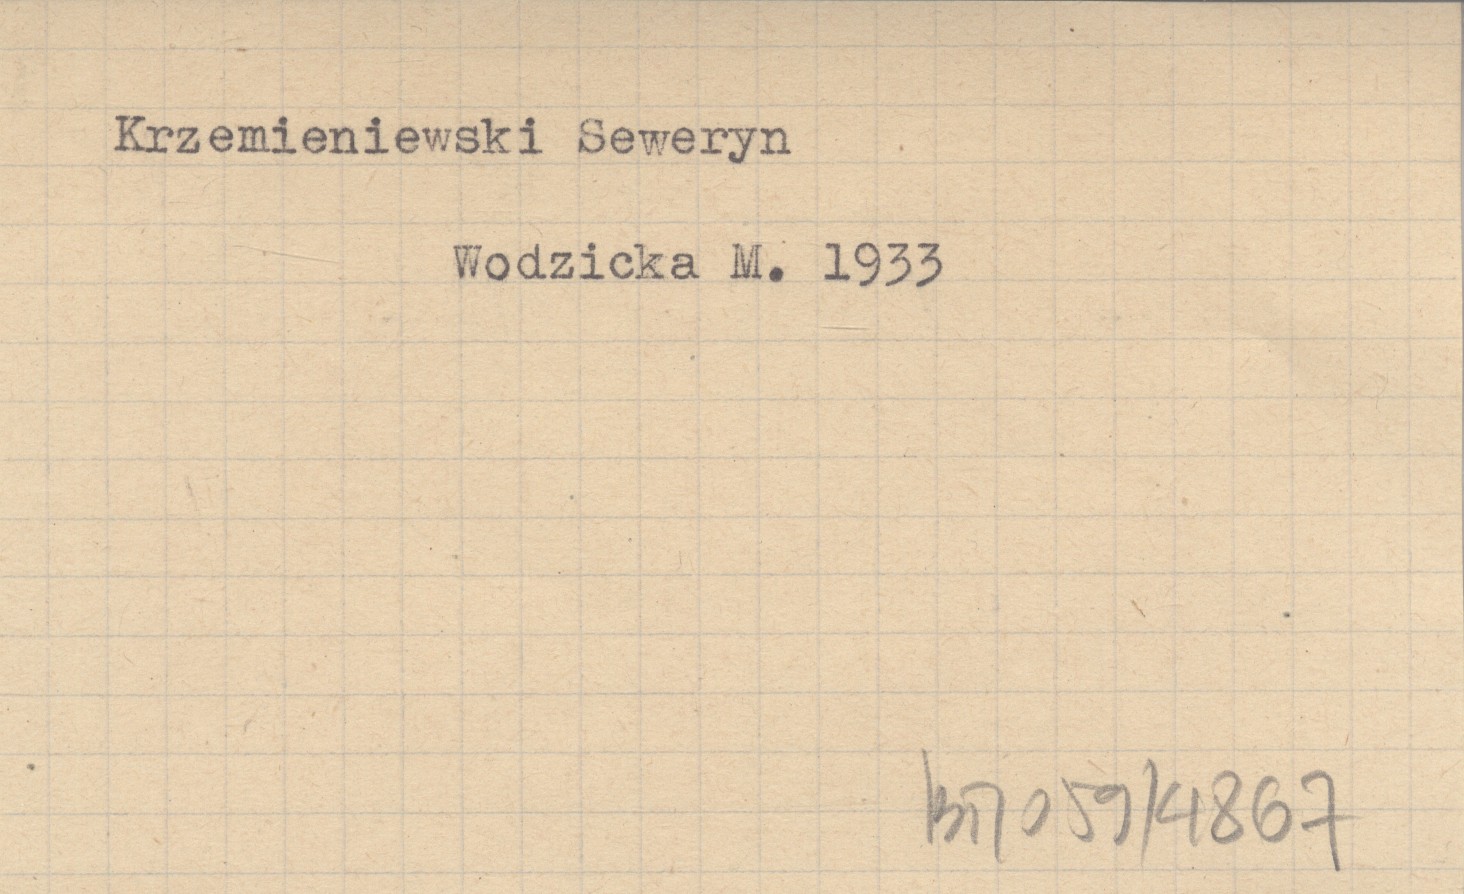 Krzemieniewski Seweryn
Wodzicka M. 1933